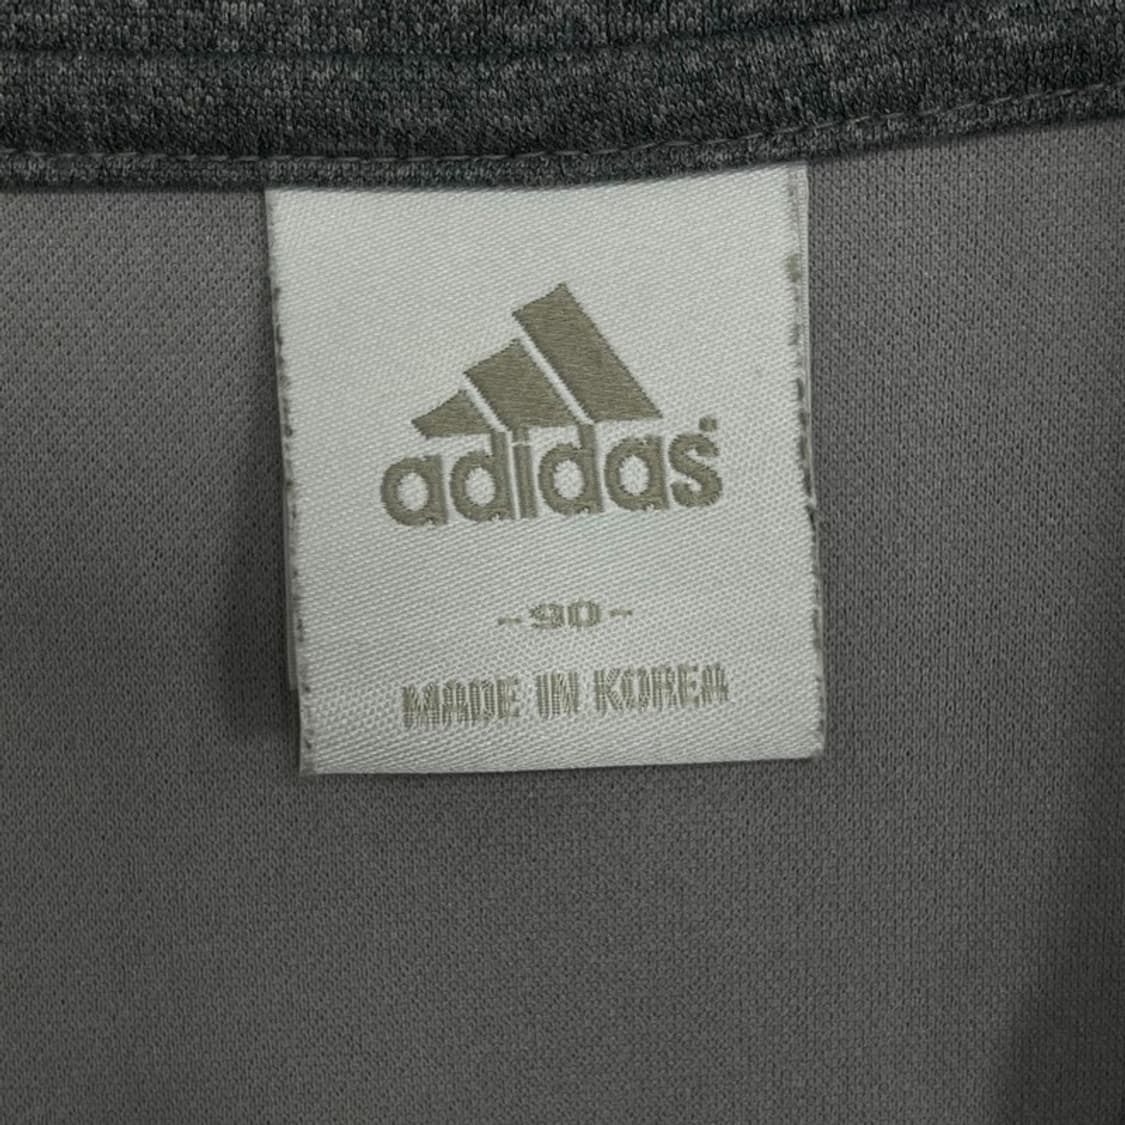 adidas
-90-
MADE IN KOREA